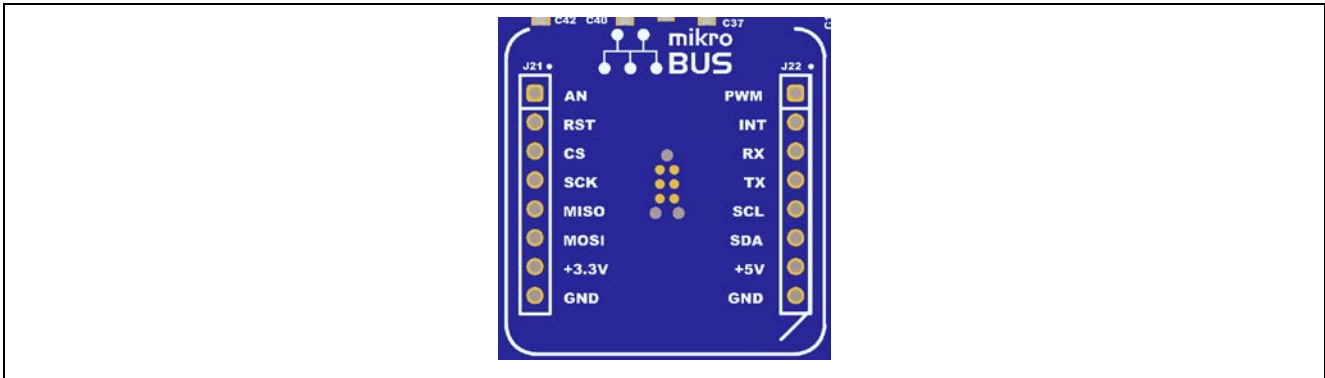 C42 C40 C37
mikro
BUS
J21 J22
AN PWM
RST INT
CS RX
SCK TX
MISO SCL
MOSI SDA
+3.3V +5V
GND GND